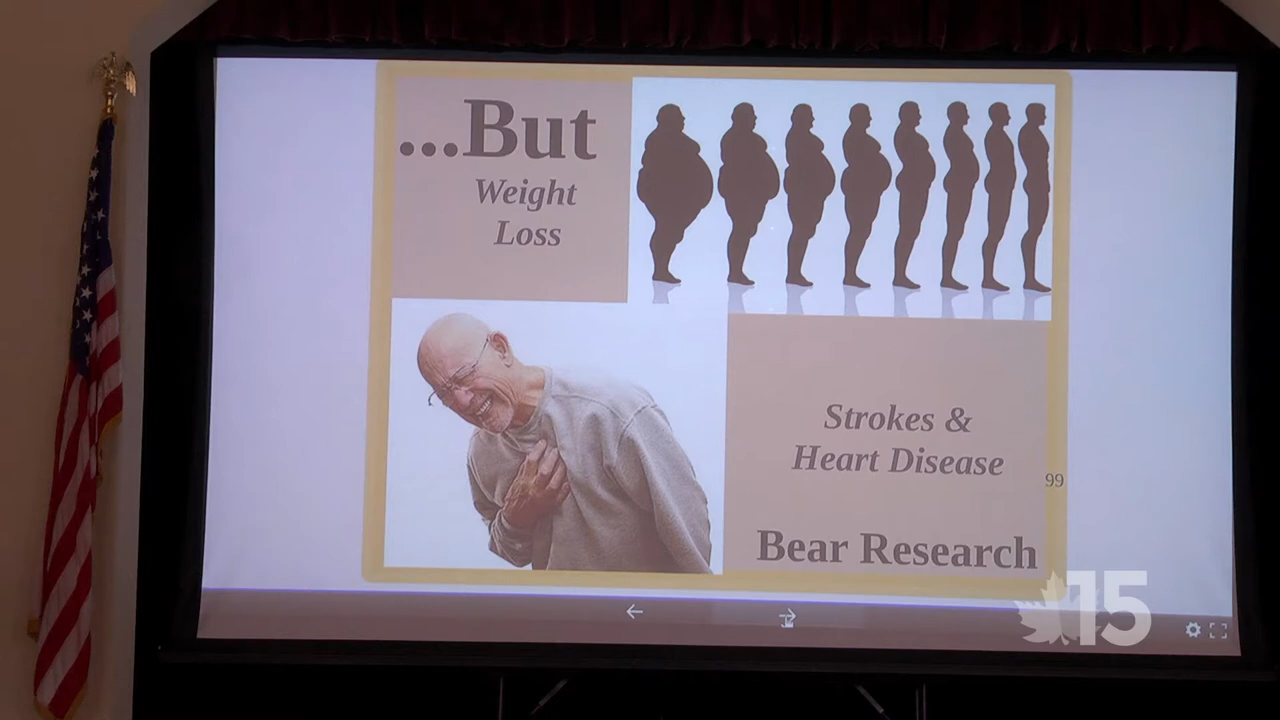 ...But
Weight
Loss
Strokes &
Heart Disease
99
Bear Research
15